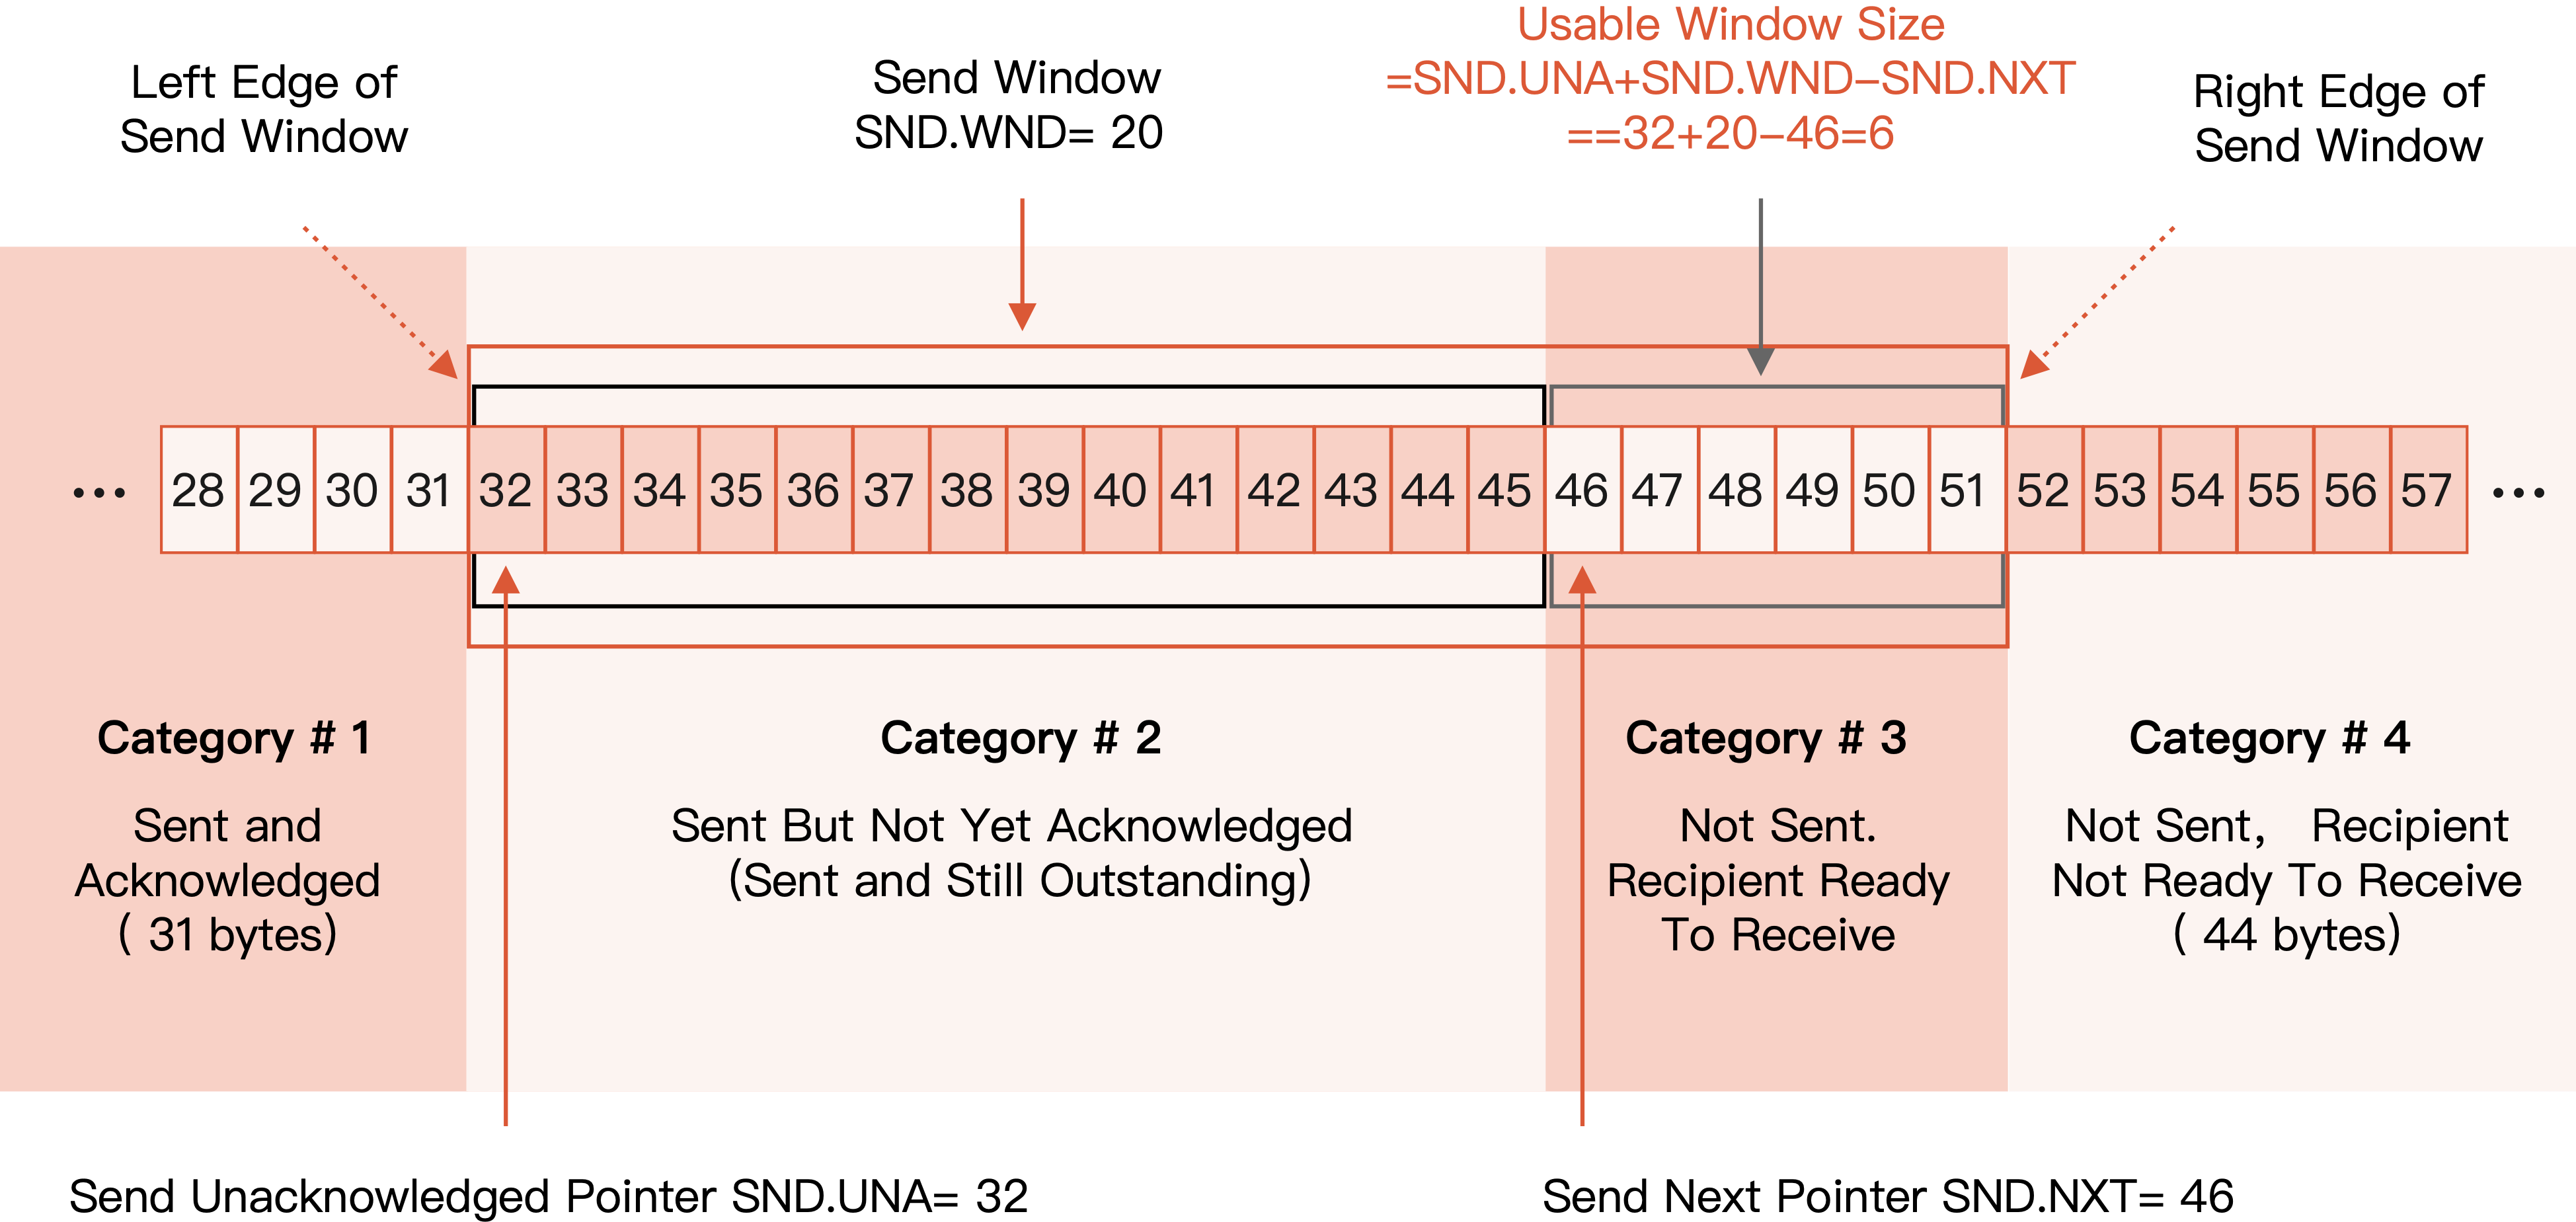 Left Edge of
Send Window
Send Window
SND.WND= 20
Usable Window Size
=SND.UNA+SND.WND–SND.NXT
==32+20–46=6
Right Edge of
Send Window
••• 28 29 30 31 32 33 34 35 36 37 38 39 40 41 42 43 44 45 46 47 48 49 50 51 52 53 54 55 56 57 •••
Category # 1
Sent and
Acknowledged
( 31 bytes)
Category # 2
Sent But Not Yet Acknowledged
(Sent and Still Outstanding)
Category # 3
Not Sent.
Recipient Ready
To Receive
Category # 4
Not Sent， Recipient
Not Ready To Receive
( 44 bytes)
Send Unacknowledged Pointer SND.UNA= 32
Send Next Pointer SND.NXT= 46